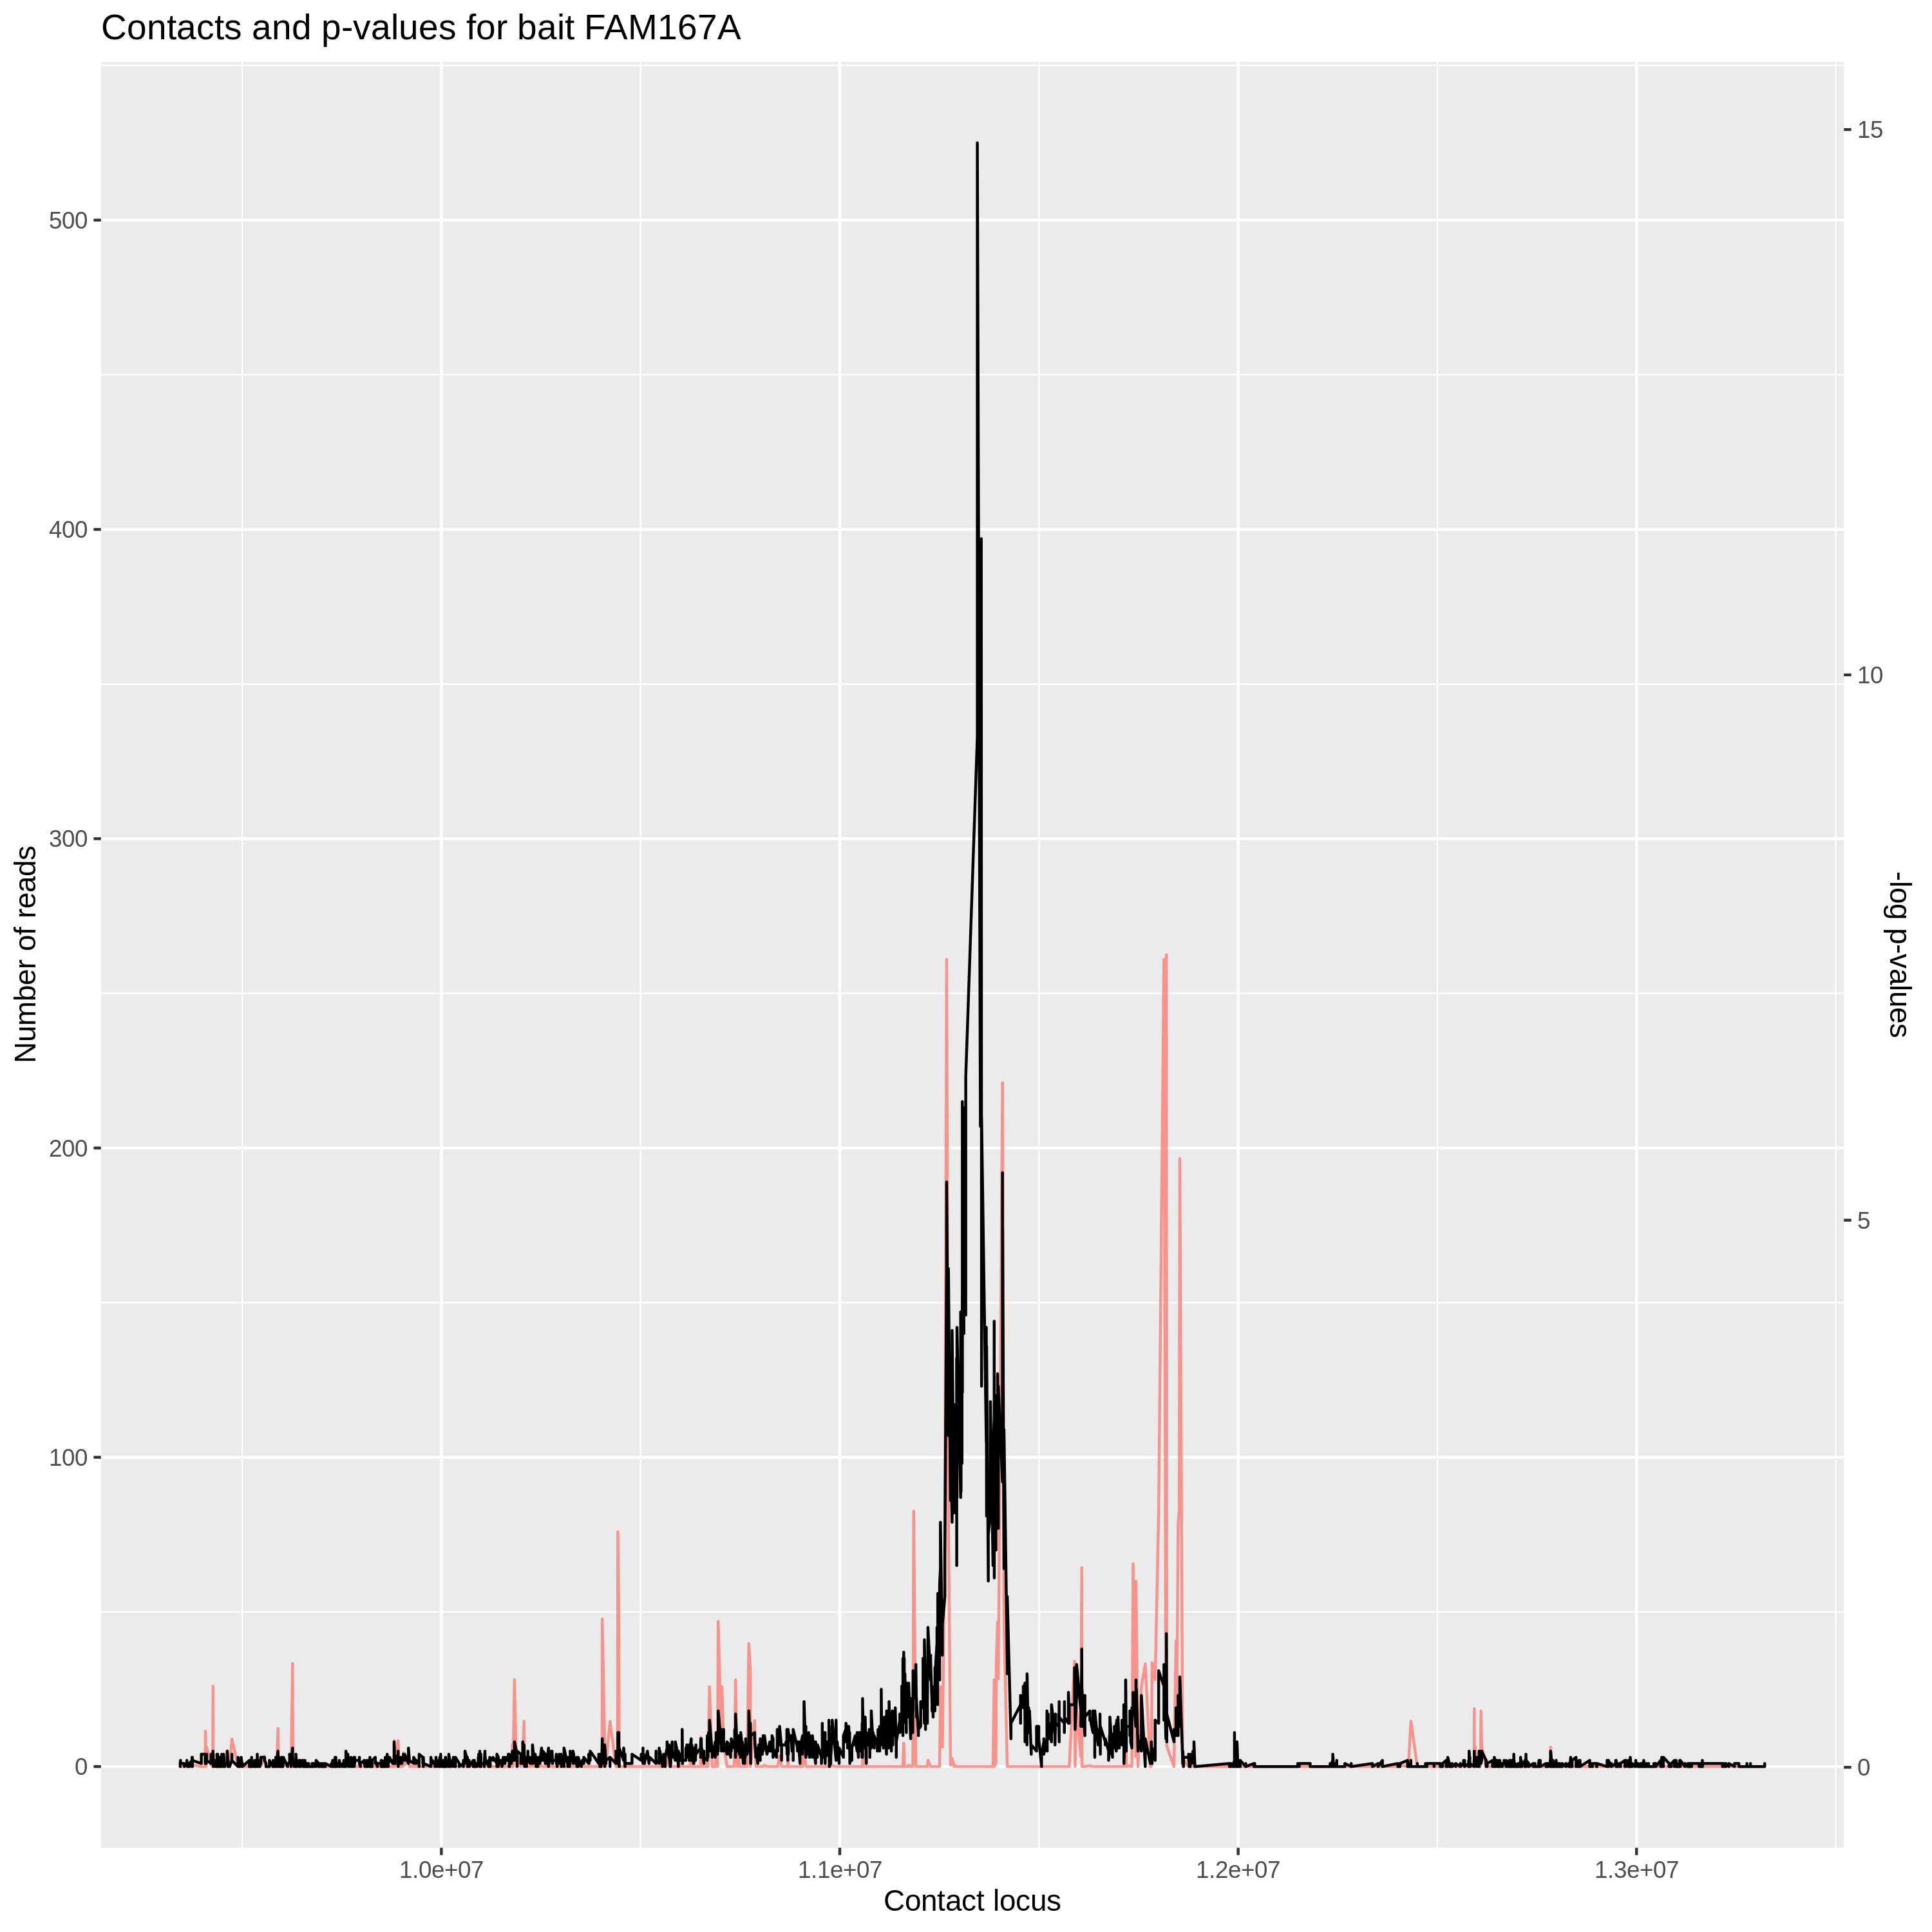 Contacts and p-values for bait FAM167A
Number of reads
500
400
300
200
100
0
15
10
5
0
-log p-values
1.0e+07
1.1e+07
1.2e+07
1.3e+07
Contact locus